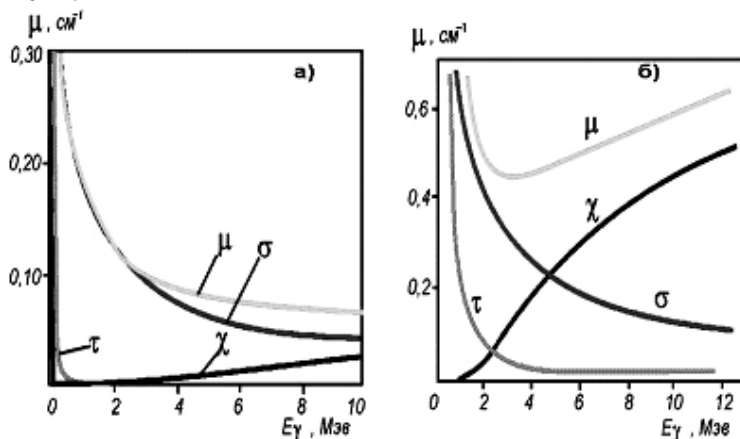 μ, см⁻¹
0,30
0,20
0,10
а)
μ
σ
τ
χ
0 2 4 6 8 10
Eγ, Мэв
μ, см⁻¹
0,6
0,4
0,2
б)
μ
χ
τ
σ
0 2 4 6 8 10 12
Eγ, Мэв